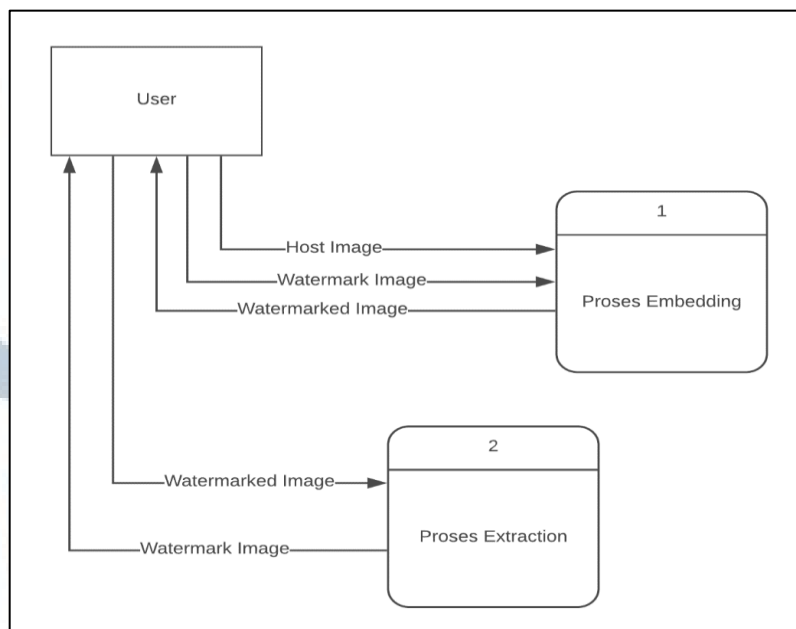 User
1
Host Image
Watermark Image
Proses Embedding
Watermarked Image
2
Watermarked Image
Proses Extraction
Watermark Image